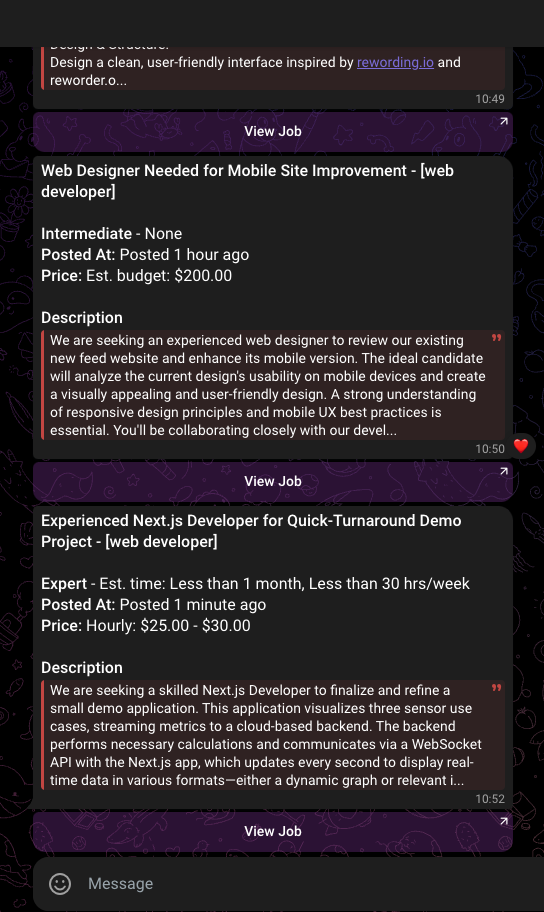 Design & Structure:
Design a clean, user-friendly interface inspired by rewording.io and
reworder.o...
10:49
View Job
Web Designer Needed for Mobile Site Improvement - [web
developer]
Intermediate - None
Posted At: Posted 1 hour ago
Price: Est. budget: $200.00
Description
We are seeking an experienced web designer to review our existing
new feed website and enhance its mobile version. The ideal candidate
will analyze the current design's usability on mobile devices and create
a visually appealing and user-friendly design. A strong understanding
of responsive design principles and mobile UX best practices is
essential. You'll be collaborating closely with our devel...
10:50
View Job
Experienced Next.js Developer for Quick-Turnaround Demo
Project - [web developer]
Expert - Est. time: Less than 1 month, Less than 30 hrs/week
Posted At: Posted 1 minute ago
Price: Hourly: $25.00 - $30.00
Description
We are seeking a skilled Next.js Developer to finalize and refine a
small demo application. This application visualizes three sensor use
cases, streaming metrics to a cloud-based backend. The backend
performs necessary calculations and communicates via a WebSocket
API with the Next.js app, which updates every second to display real-
time data in various formats—either a dynamic graph or relevant i...
10:52
View Job
Message